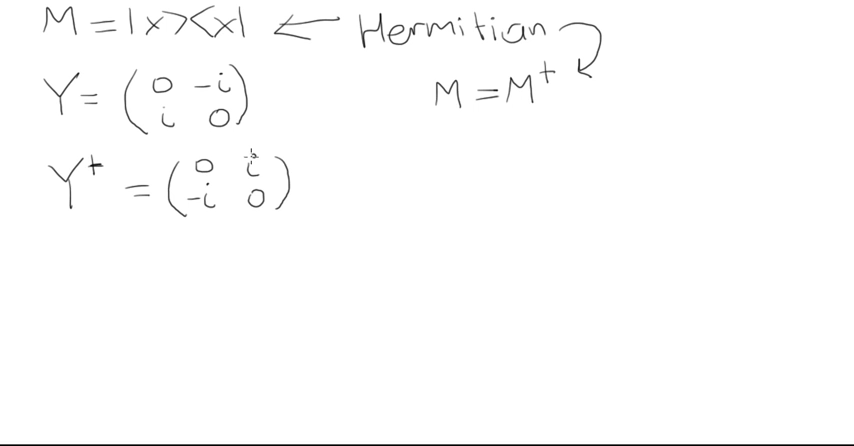 M = |x><x| ← Hermitian
Y = ( 0 -i
i 0 )
M = M†
Y† = ( 0 i
-i 0 )